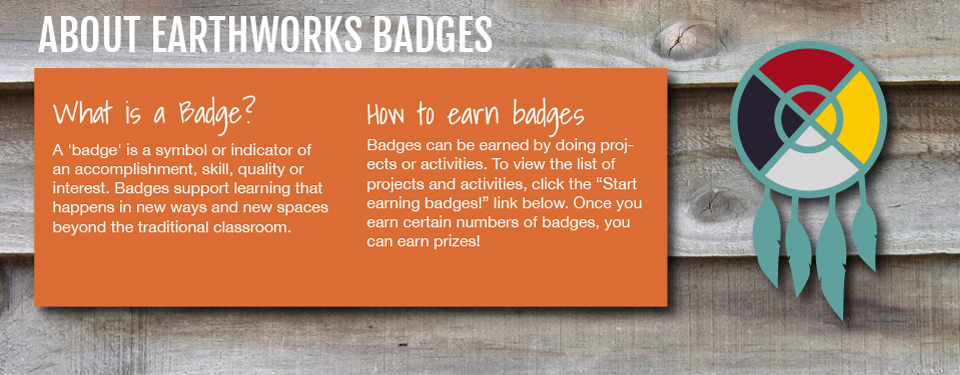 ABOUT EARTHWORKS BADGES
What is a Badge?
A 'badge' is a symbol or indicator of
an accomplishment, skill, quality or
interest. Badges support learning that
happens in new ways and new spaces
beyond the traditional classroom.
How to earn badges
Badges can be earned by doing proj-
ects or activities. To view the list of
projects and activities, click the “Start
earning badges!” link below. Once you
earn certain numbers of badges, you
can earn prizes!